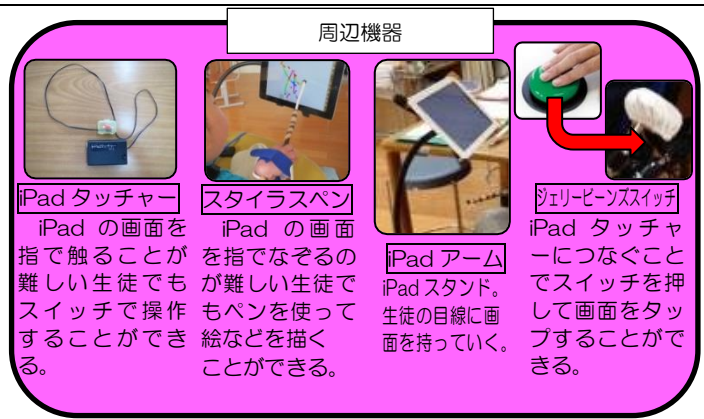 周辺機器
iPad タッチャー
iPad の画面を
指で触ることが
難しい生徒でも
スイッチで操作
することができ
る。
スタイラスペン
iPad の画面
を指でなぞるの
が難しい生徒で
もペンを使って
絵などを描く
ことができる。
iPad アーム
iPad スタンド。
生徒の目線に画
面を持っていく。
ジェリービーンズスイッチ
iPad タッチャ
ーにつなぐこと
でスイッチを押
して画面をタッ
プすることがで
きる。